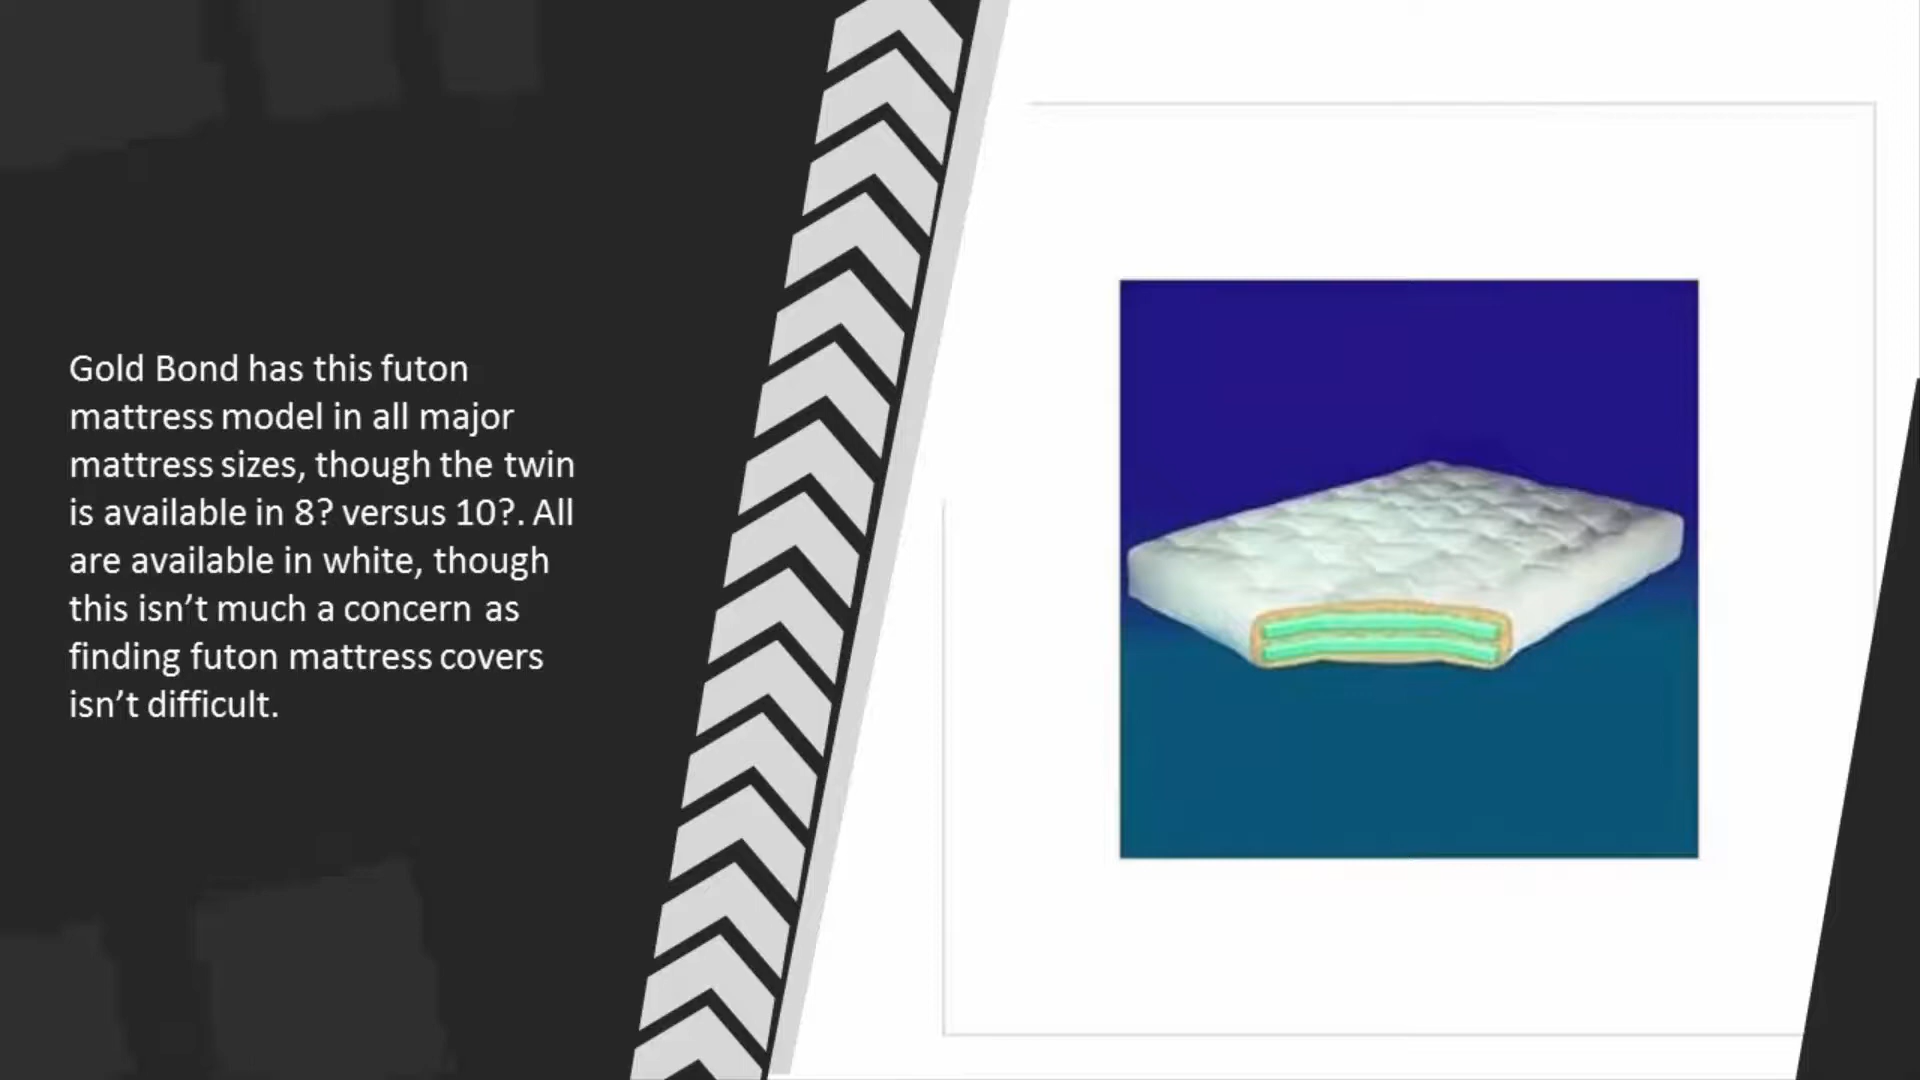 Gold Bond has this futon
mattress model in all major
mattress sizes, though the twin
is available in 8? versus 10?. All
are available in white, though
this isn’t much a concern as
finding futon mattress covers
isn’t difficult.